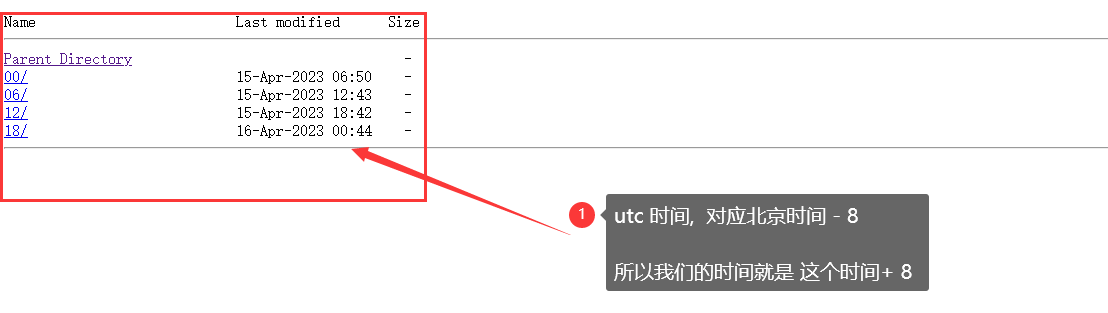 Name Last modified Size
Parent Directory -
00/ 15-Apr-2023 06:50 -
06/ 15-Apr-2023 12:43 -
12/ 15-Apr-2023 18:42 -
18/ 16-Apr-2023 00:44 -
1
utc 时间,对应北京时间 - 8
所以我们的时间就是 这个时间+ 8